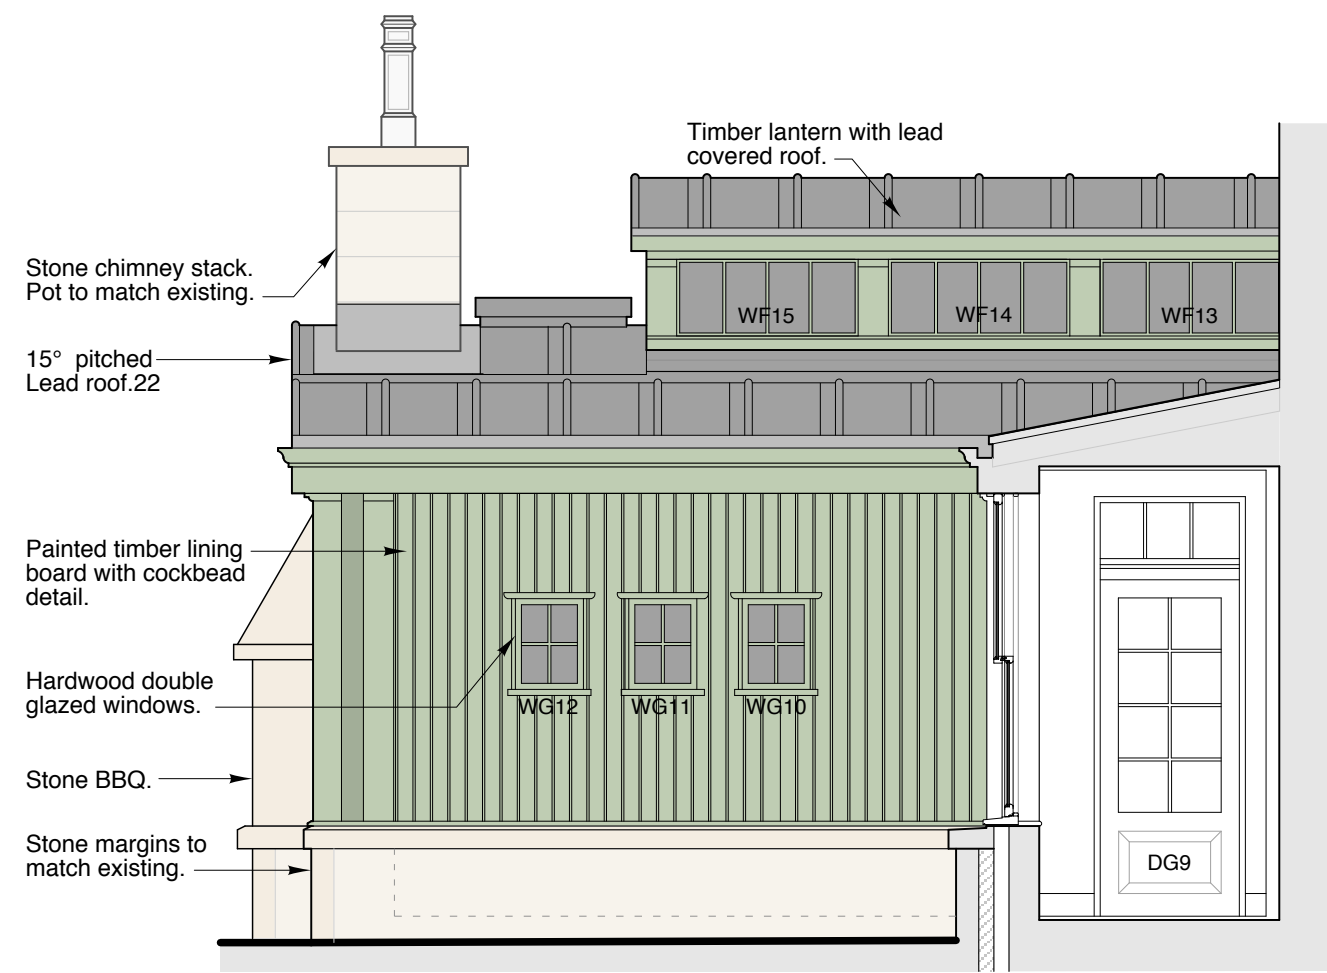 Timber lantern with lead
covered roof.
Stone chimney stack.
Pot to match existing.
WF15
WF14
WF13
15° pitched
Lead roof.22
Painted timber lining
board with cockbead
detail.
Hardwood double
glazed windows.
WG12
WG11
WG10
Stone BBQ.
Stone margins to
match existing.
DG9